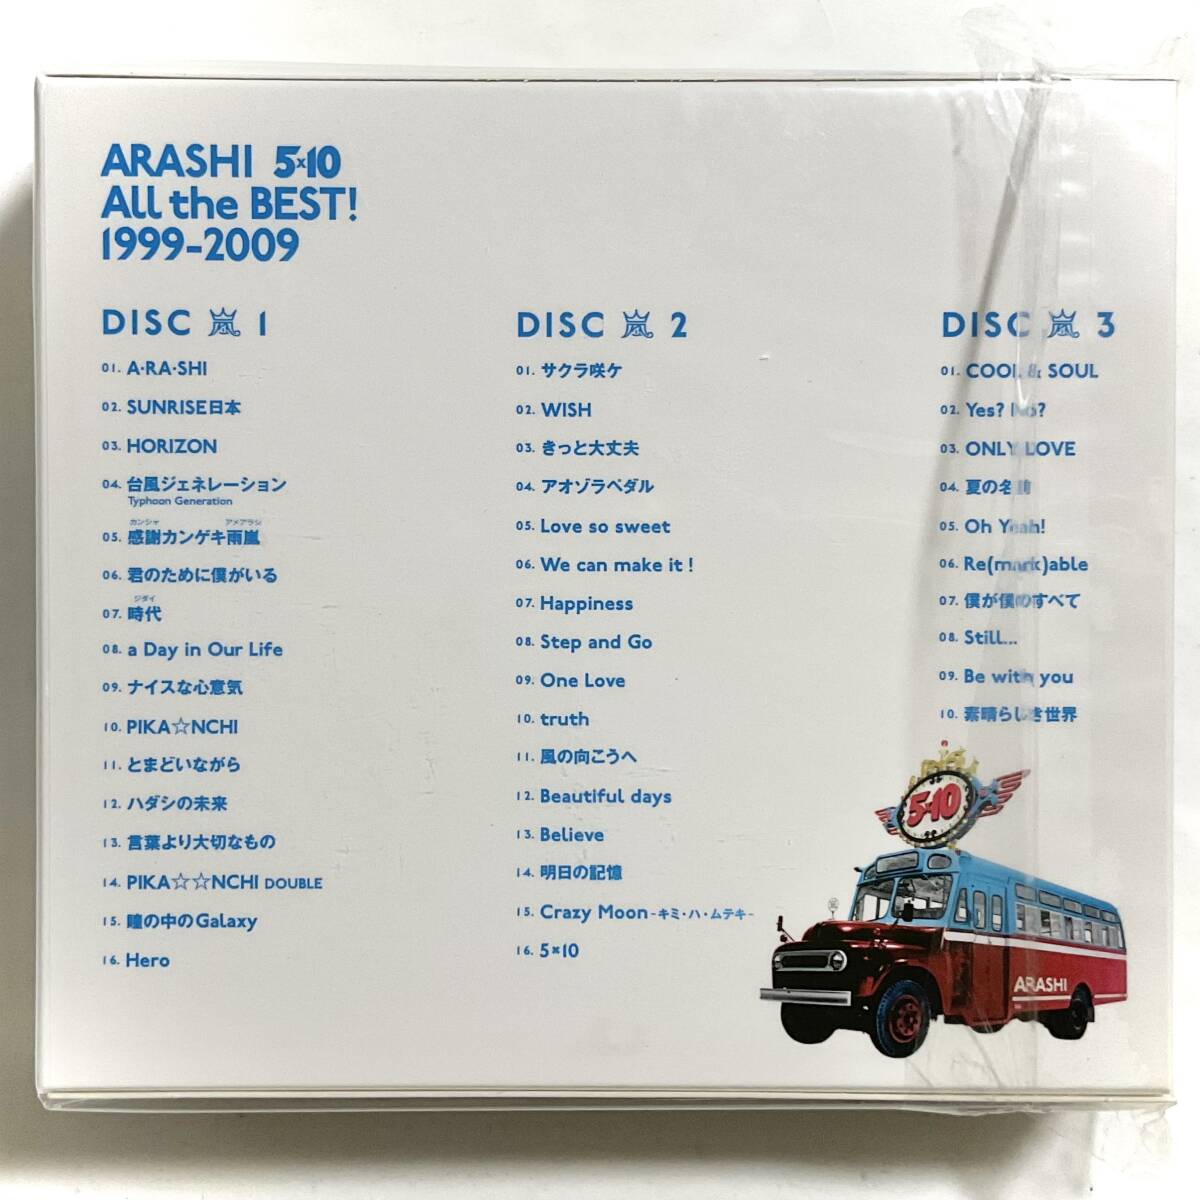 ARASHI 5×10
All the BEST!
1999-2009
DISC 嵐 1
01. A・RA・SHI
02. SUNRISE日本
03. HORIZON
04. 台風ジェネレーション
Typhoon Generation
カンシャ アメアラシ
05. 感謝カンゲキ雨嵐
06. 君のために僕がいる
ジダイ
07. 時代
08. a Day in Our Life
09. ナイスな心意気
10. PIKA☆NCHI
11. とまどいながら
12. ハダシの未来
13. 言葉より大切なもの
14. PIKA☆☆NCHI DOUBLE
15. 瞳の中のGalaxy
16. Hero
DISC 嵐 2
01. サクラ咲ケ
02. WISH
03. きっと大丈夫
04. アオゾラペダル
05. Love so sweet
06. We can make it!
07. Happiness
08. Step and Go
09. One Love
10. truth
11. 風の向こうへ
12. Beautiful days
13. Believe
14. 明日の記憶
15. Crazy Moon-キミ・ハ・ムテキ-
16. 5×10
DISC 嵐 3
01. COOL & SOUL
02. Yes? No?
03. ONLY LOVE
04. 夏の名前
05. Oh Yeah!
06. Re(mark)able
07. 僕が僕のすべて
08. Still...
09. Be with you
10. 素晴らしき世界
5×10
ARASHI